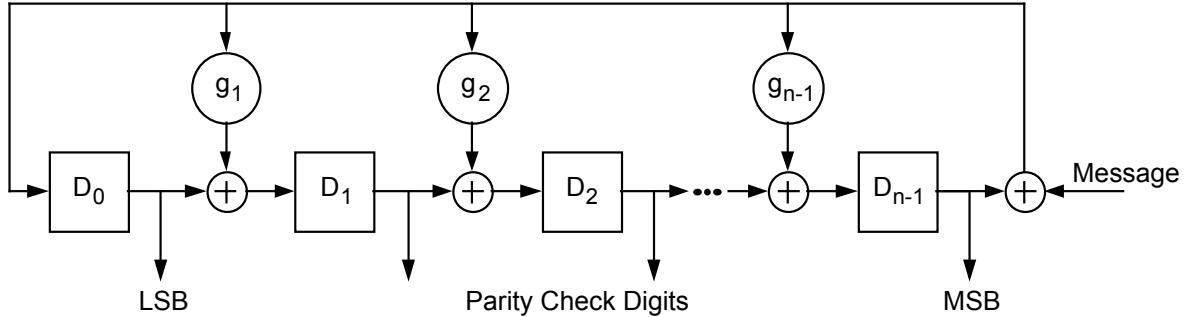 g₁ g₂ gₙ₋₁
D₀ + D₁ + D₂ ••• + Dₙ₋₁ + Message
LSB Parity Check Digits MSB